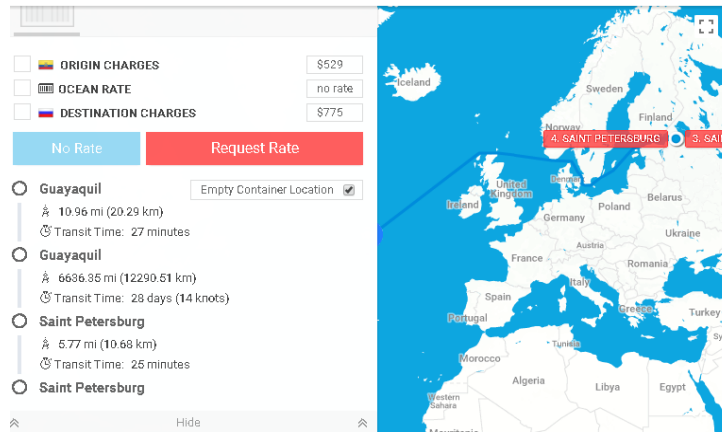 ORIGIN CHARGES $529
OCEAN RATE no rate
DESTINATION CHARGES $775
No Rate Request Rate
Guayaquil Empty Container Location
10.96 mi (20.29 km)
Transit Time: 27 minutes
Guayaquil
6636.35 mi (12290.51 km)
Transit Time: 28 days (14 knots)
Saint Petersburg
5.77 mi (10.68 km)
Transit Time: 25 minutes
Saint Petersburg
Hide
Iceland
Sweden
Finland
Norway
4. SAINT PETERSBURG 3. SAI
United
Kingdom
Denmark
Ireland
Belarus
Poland
Germany
Ukraine
Austria
France
Romania
Italy
Spain
Greece
Portugal
Turkey
Sy
Tunisia
Morocco
Algeria
Libya
Egypt
Western
Sahara
Mauritania